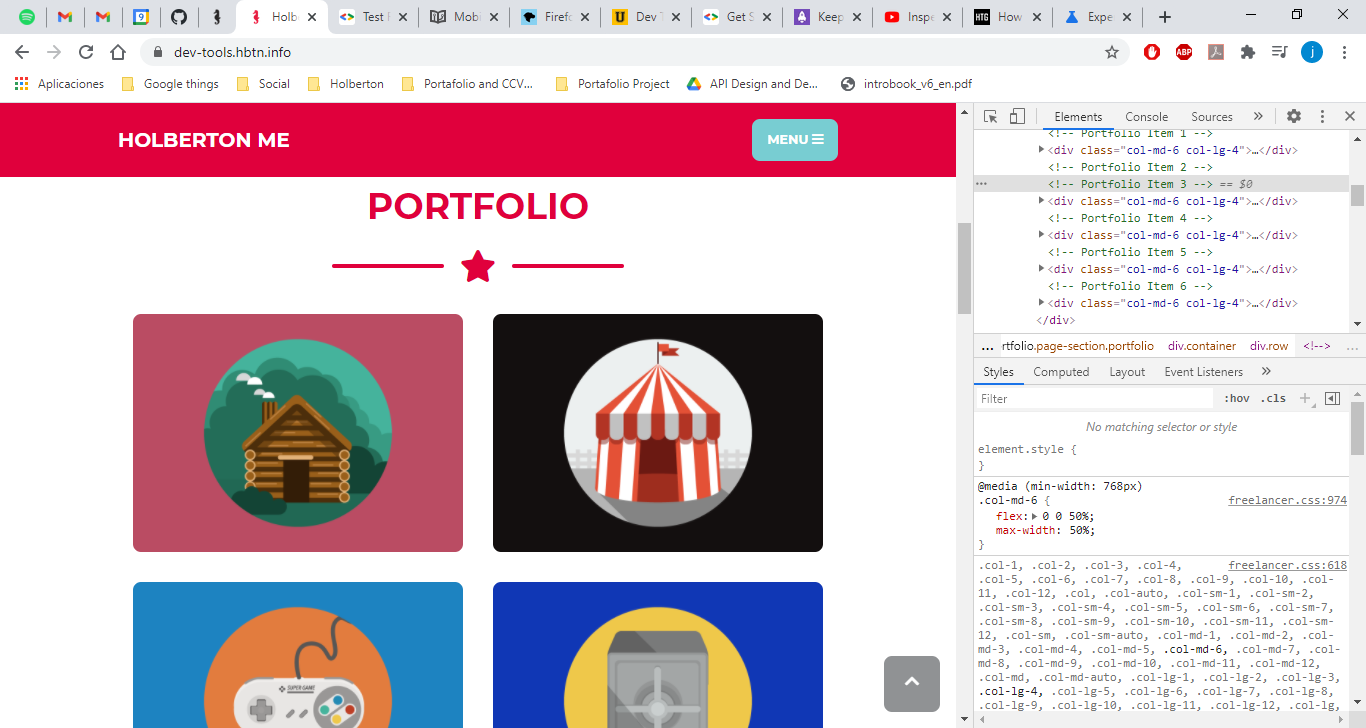 Holb
Test
Mobi
Firefo
Dev
Get S
Keep
Inspe
HTG
How
Expe
dev-tools.hbtn.info
ABP
j
Aplicaciones
Google things
Social
Holberton
Portafolio and CCV...
Portafolio Project
API Design and De...
introbook_v6_en.pdf
HOLBERTON ME
MENU
PORTFOLIO
SUPER GAME
Elements
Console
Sources
<!-- Portfolio Item 1 -->
<div class="col-md-6 col-lg-4">…</div>
<!-- Portfolio Item 2 -->
<!-- Portfolio Item 3 --> == $0
<div class="col-md-6 col-lg-4">…</div>
<!-- Portfolio Item 4 -->
<div class="col-md-6 col-lg-4">…</div>
<!-- Portfolio Item 5 -->
<div class="col-md-6 col-lg-4">…</div>
<!-- Portfolio Item 6 -->
<div class="col-md-6 col-lg-4">…</div>
</div>
... rtfolio.page-section.portfolio div.container div.row <!--> ...
Styles Computed Layout Event Listeners
Filter :hov .cls
No matching selector or style
element.style {
}
@media (min-width: 768px)
.col-md-6 { freelancer.css:974
flex: 0 0 50%;
max-width: 50%;
}
.col-1, .col-2, .col-3, .col-4, freelancer.css:618
.col-5, .col-6, .col-7, .col-8, .col-9, .col-10, .col-
11, .col-12, .col, .col-auto, .col-sm-1, .col-sm-2,
.col-sm-3, .col-sm-4, .col-sm-5, .col-sm-6, .col-sm-7,
.col-sm-8, .col-sm-9, .col-sm-10, .col-sm-11, .col-sm-
12, .col-sm, .col-sm-auto, .col-md-1, .col-md-2, .col-
md-3, .col-md-4, .col-md-5, .col-md-6, .col-md-7, .col-
md-8, .col-md-9, .col-md-10, .col-md-11, .col-md-12,
.col-md, .col-md-auto, .col-lg-1, .col-lg-2, .col-lg-3,
.col-lg-4, .col-lg-5, .col-lg-6, .col-lg-7, .col-lg-8,
.col-lg-9, .col-lg-10, .col-lg-11, .col-lg-12, .col-lg,